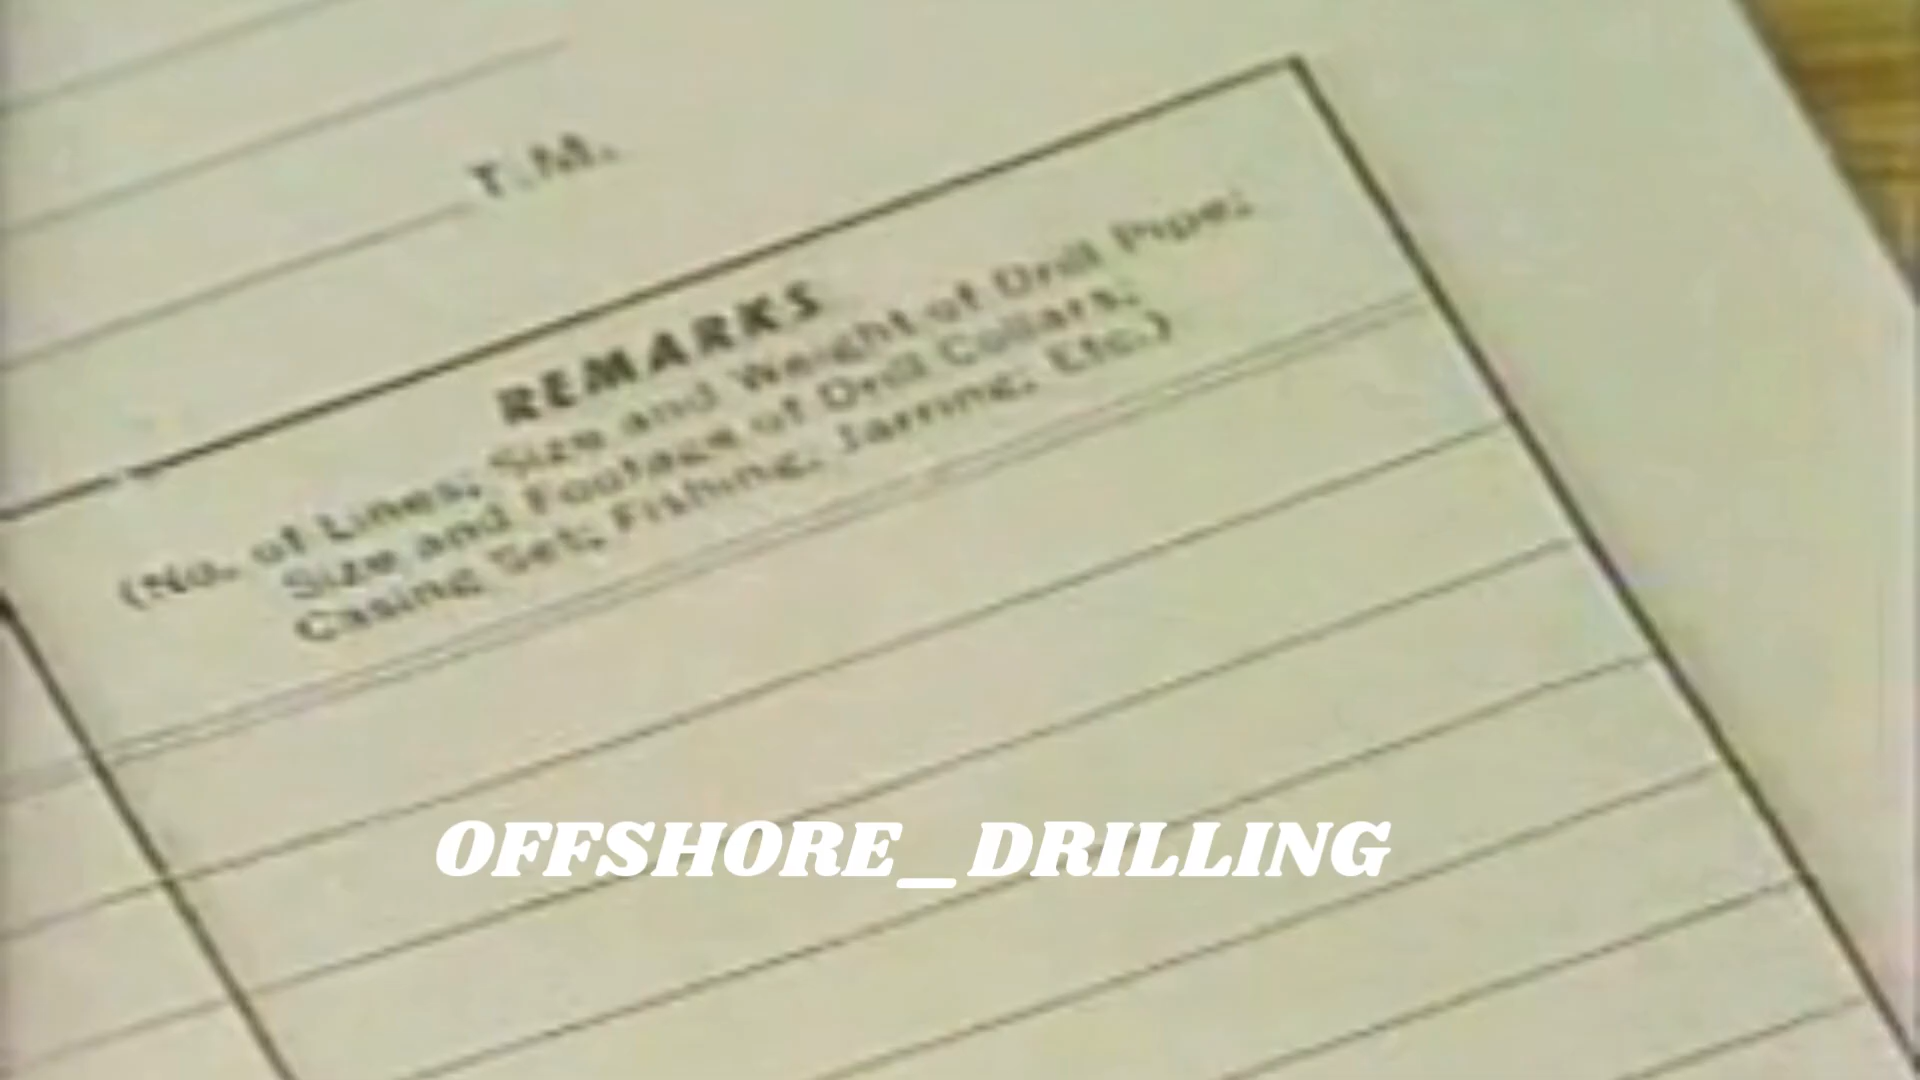 T.M.
REMARKS
(No. of Lines; Size and Weight of Drill Pipe;
Size and Footage of Drill Collars;
Casing Set; Fishing; Jarring; Etc.)
OFFSHORE_DRILLING